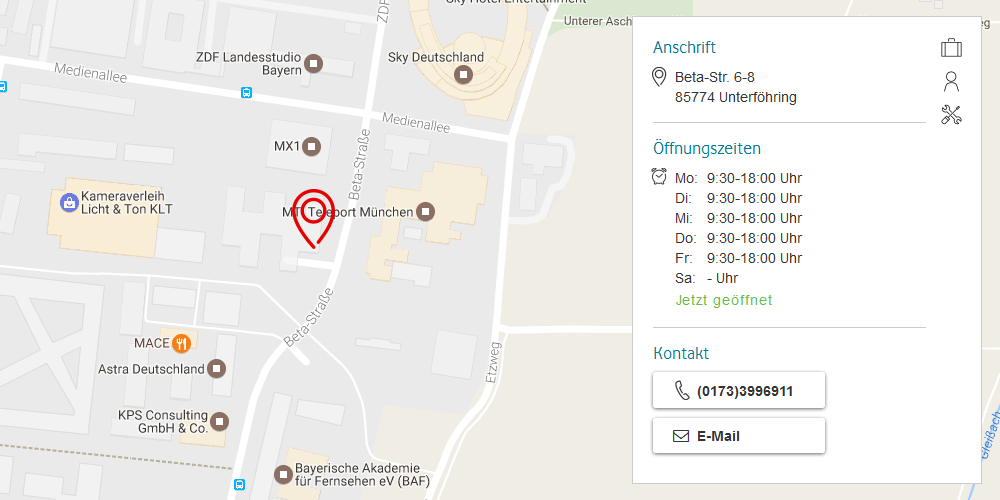 Sky Hotel Entertainment
ZDF
Unterer Asch
ZDF Landesstudio
Bayern
Sky Deutschland
Medienallee
Medienallee
MX1
Beta-Straße
Kameraverleih
Licht & Ton KLT
Teleport München
Beta-Straße
MACE
Astra Deutschland
Etzweg
KPS Consulting
GmbH & Co.
Bayerische Akademie
für Fernsehen eV (BAF)
Anschrift
Beta-Str. 6-8
85774 Unterföhring
Öffnungszeiten
Mo: 9:30-18:00 Uhr
Di: 9:30-18:00 Uhr
Mi: 9:30-18:00 Uhr
Do: 9:30-18:00 Uhr
Fr: 9:30-18:00 Uhr
Sa: - Uhr
Jetzt geöffnet
Kontakt
(0173)3996911
E-Mail
Gleißach